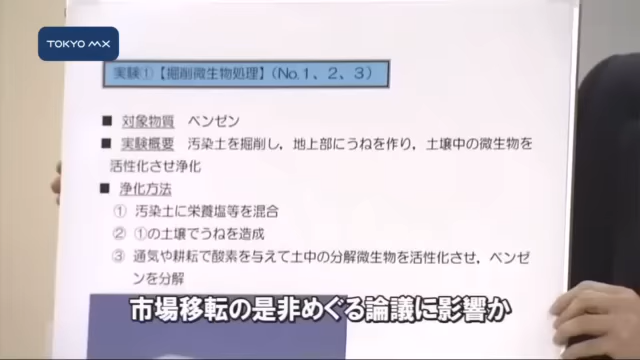 TOKYO MX
実験①【掘削微生物処理】(No.1、2、3)
■ 対象物質 ベンゼン
■ 実験概要 汚染土を掘削し，地上部にうねを作り，土壌中の微生物を
活性化させ浄化
■ 浄化方法
① 汚染土に栄養塩等を混合
② ①の土壌でうねを造成
③ 通気や耕耘で酸素を与えて土中の分解微生物を活性化させ，ベンゼ
ンを分解
市場移転の是非めぐる論議に影響か